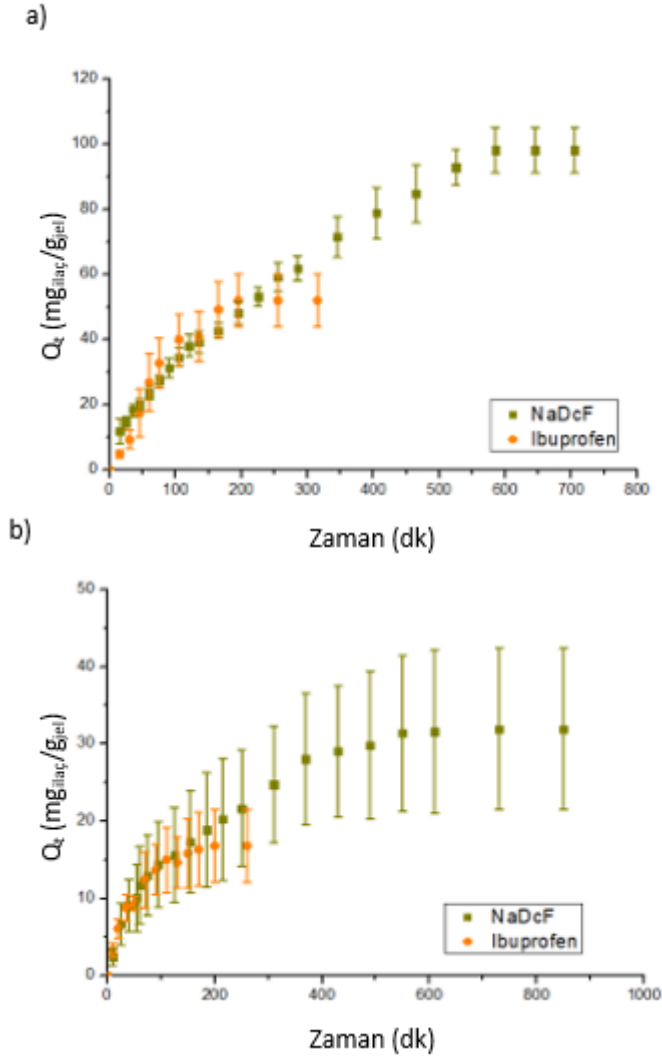 a)
120
100
80
60
40
20
0
Qt (mgilaç/gjel)
0 100 200 300 400 500 600 700 800
NaDcF
Ibuprofen
Zaman (dk)
b)
50
40
30
20
10
0
Qt (mgilaç/gjel)
0 200 400 600 800 1000
NaDcF
Ibuprofen
Zaman (dk)